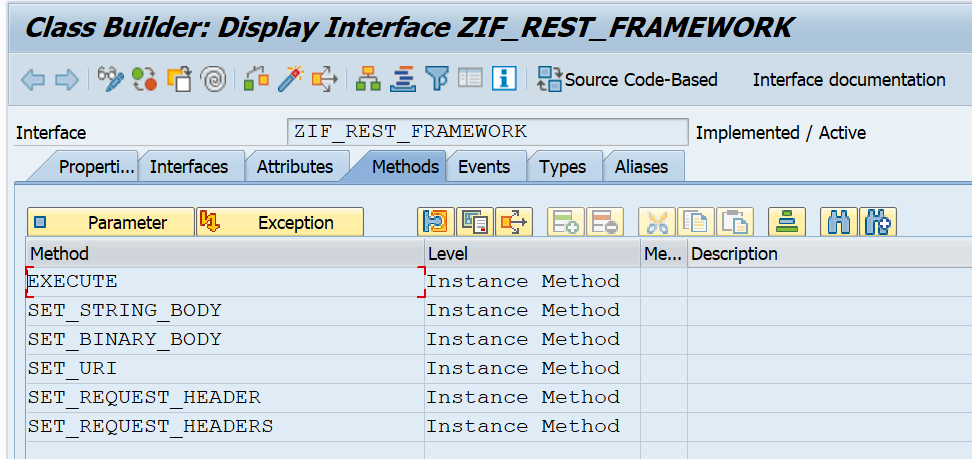 Class Builder: Display Interface ZIF_REST_FRAMEWORK
Source Code-Based Interface documentation
Interface ZIF_REST_FRAMEWORK Implemented / Active
Properti... Interfaces Attributes Methods Events Types Aliases
Parameter Exception
Method Level Me... Description
EXECUTE Instance Method
SET_STRING_BODY Instance Method
SET_BINARY_BODY Instance Method
SET_URI Instance Method
SET_REQUEST_HEADER Instance Method
SET_REQUEST_HEADERS Instance Method